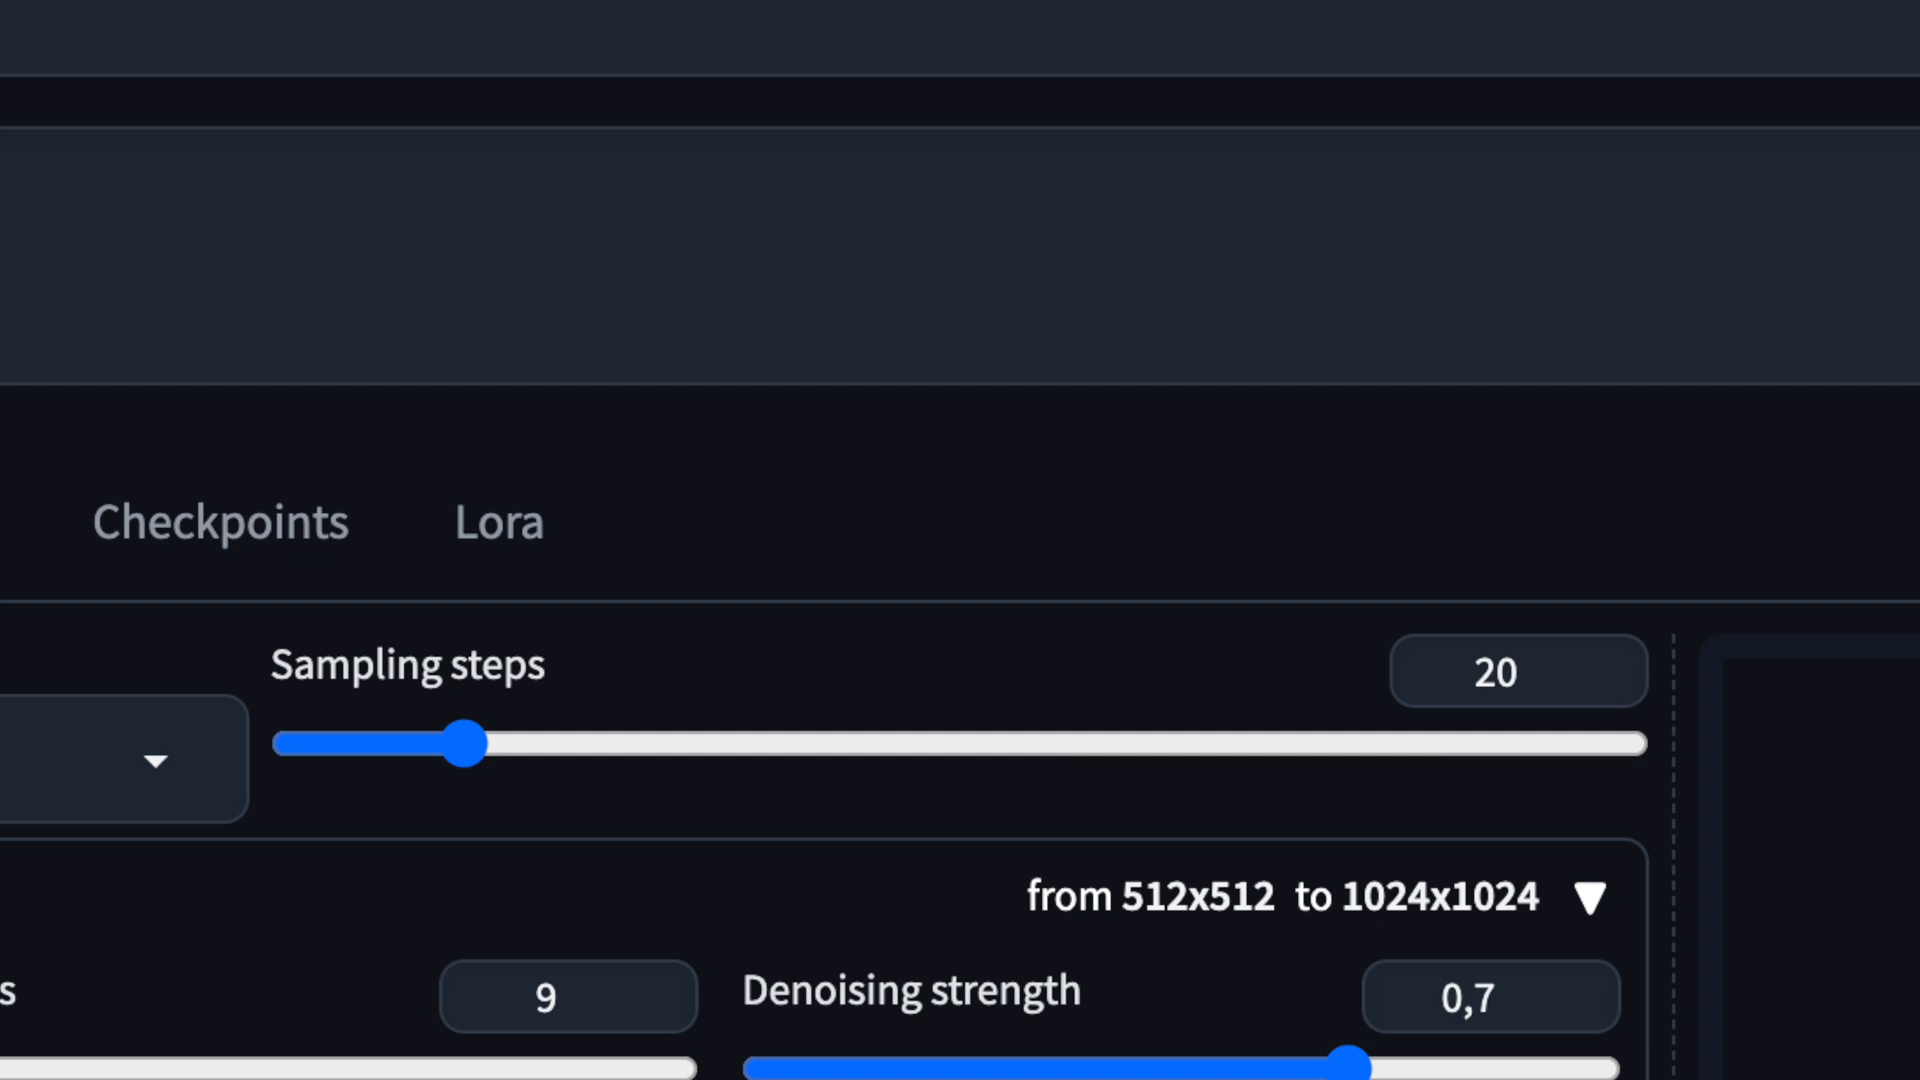 Checkpoints Lora
Sampling steps 20
from 512x512 to 1024x1024
s 9 Denoising strength 0,7